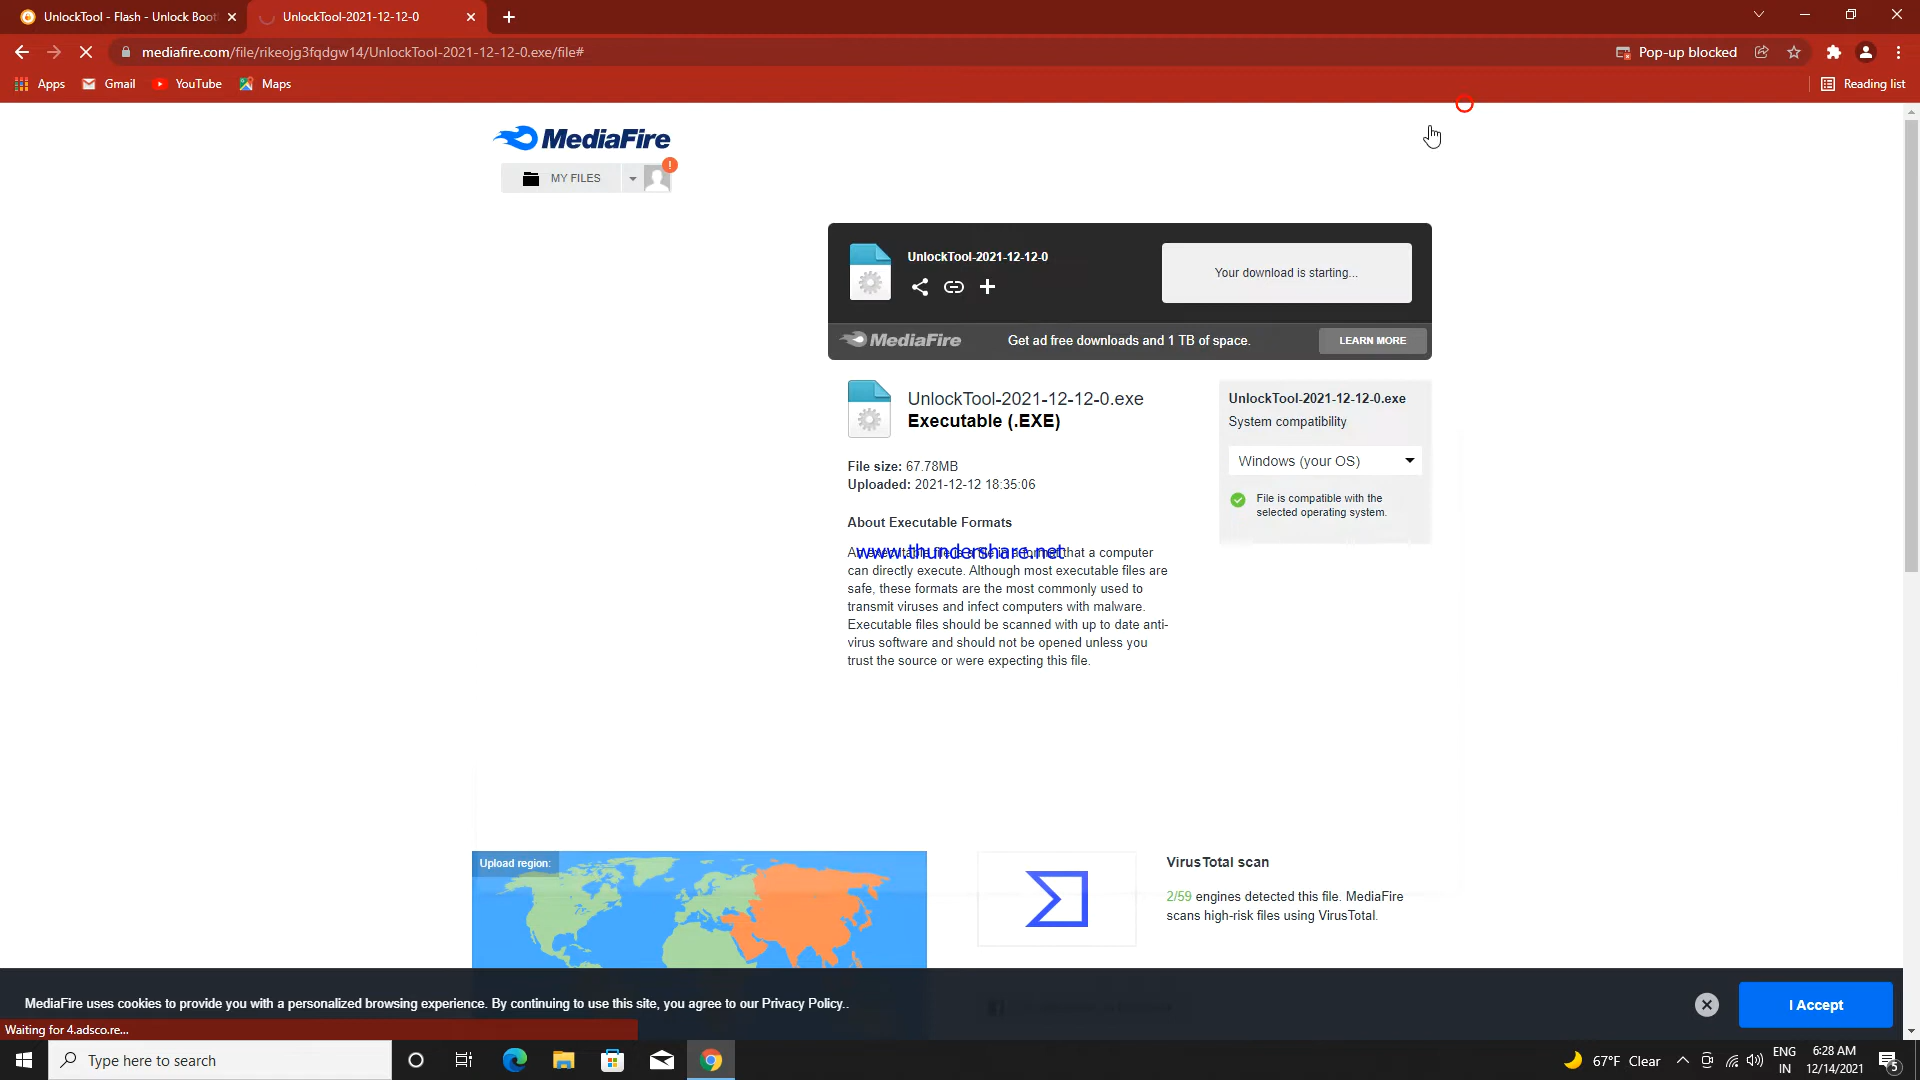 UnlockTool - Flash - Unlock Boot
UnlockTool-2021-12-12-0
mediafire.com/file/rikeojg3fqdgw14/UnlockTool-2021-12-12-0.exe/file#
Pop-up blocked
Apps
Gmail
YouTube
Maps
Reading list
MediaFire
MY FILES
!
UnlockTool-2021-12-12-0
Your download is starting...
MediaFire
Get ad free downloads and 1 TB of space.
LEARN MORE
UnlockTool-2021-12-12-0.exe
Executable (.EXE)
File size: 67.78MB
Uploaded: 2021-12-12 18:35:06
UnlockTool-2021-12-12-0.exe
System compatibility
Windows (your OS)
File is compatible with the
selected operating system.
About Executable Formats
www.thundershare.net
An executable file is a file in a format that a computer
can directly execute. Although most executable files are
safe, these formats are the most commonly used to
transmit viruses and infect computers with malware.
Executable files should be scanned with up to date anti-
virus software and should not be opened unless you
trust the source or were expecting this file.
Upload region:
VirusTotal scan
2/59 engines detected this file. MediaFire
scans high-risk files using VirusTotal.
MediaFire uses cookies to provide you with a personalized browsing experience. By continuing to use this site, you agree to our Privacy Policy..
I Accept
Waiting for 4.adsco.re...
Type here to search
67°F Clear
ENG
IN
6:28 AM
12/14/2021
5